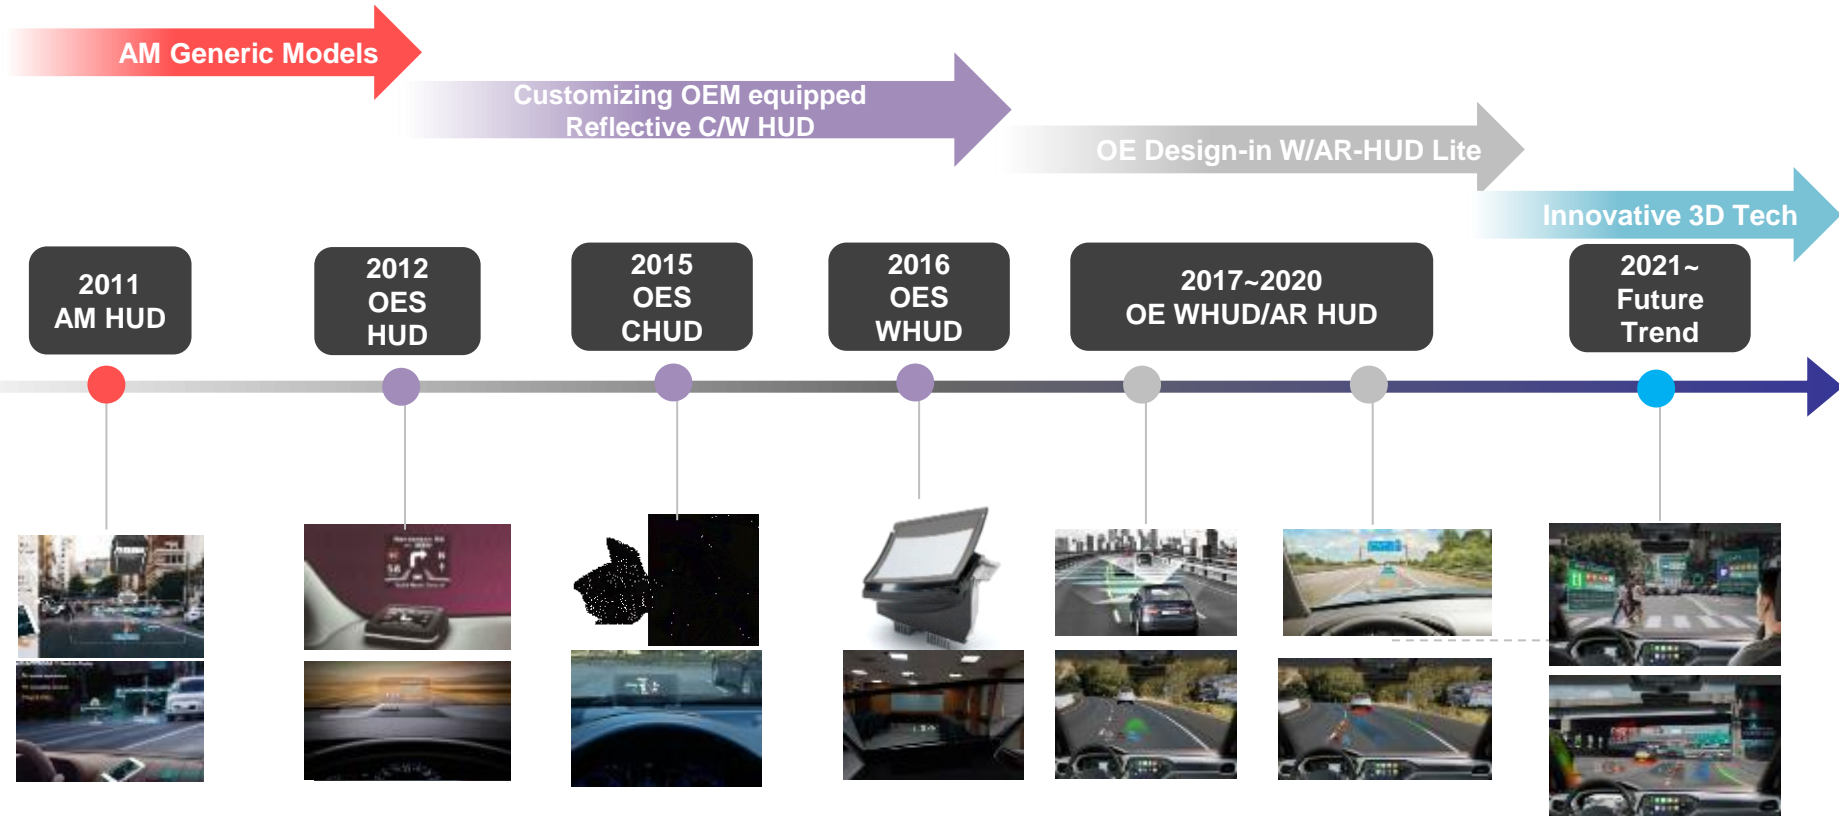 AM Generic Models
Customizing OEM equipped
Reflective C/W HUD
OE Design-in W/AR-HUD Lite
Innovative 3D Tech
2011
AM HUD
2012
OES
HUD
2015
OES
CHUD
2016
OES
WHUD
2017~2020
OE WHUD/AR HUD
2021~
Future
Trend